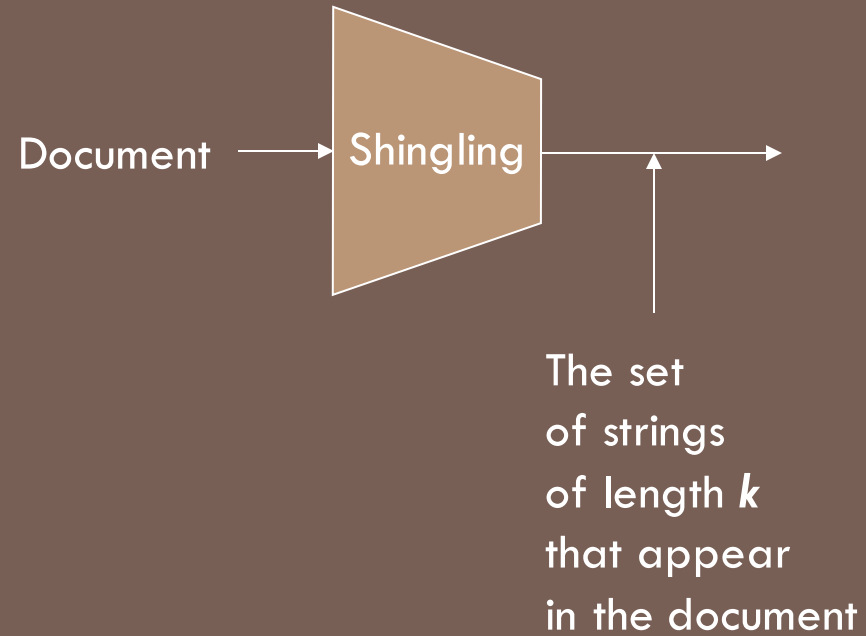 Document
Shingling
The set
of strings
of length k
that appear
in the document